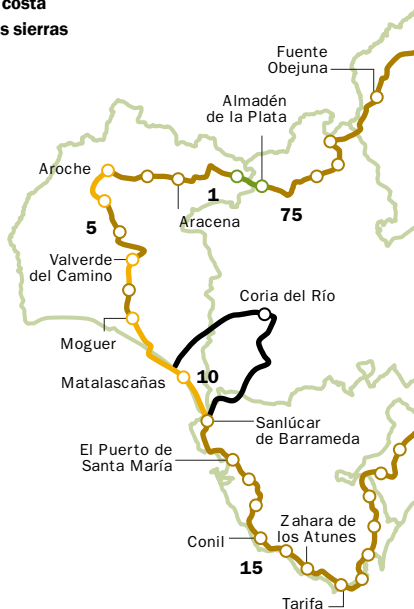 costa
s sierras
Fuente
Obejuna
Almadén
de la Plata
Aroche
1
Aracena
75
5
Valverde
del Camino
Coria del Río
Moguer
Matalascañas
10
Sanlúcar
de Barrameda
El Puerto de
Santa María
Zahara de
los Atunes
Conil
15
Tarifa